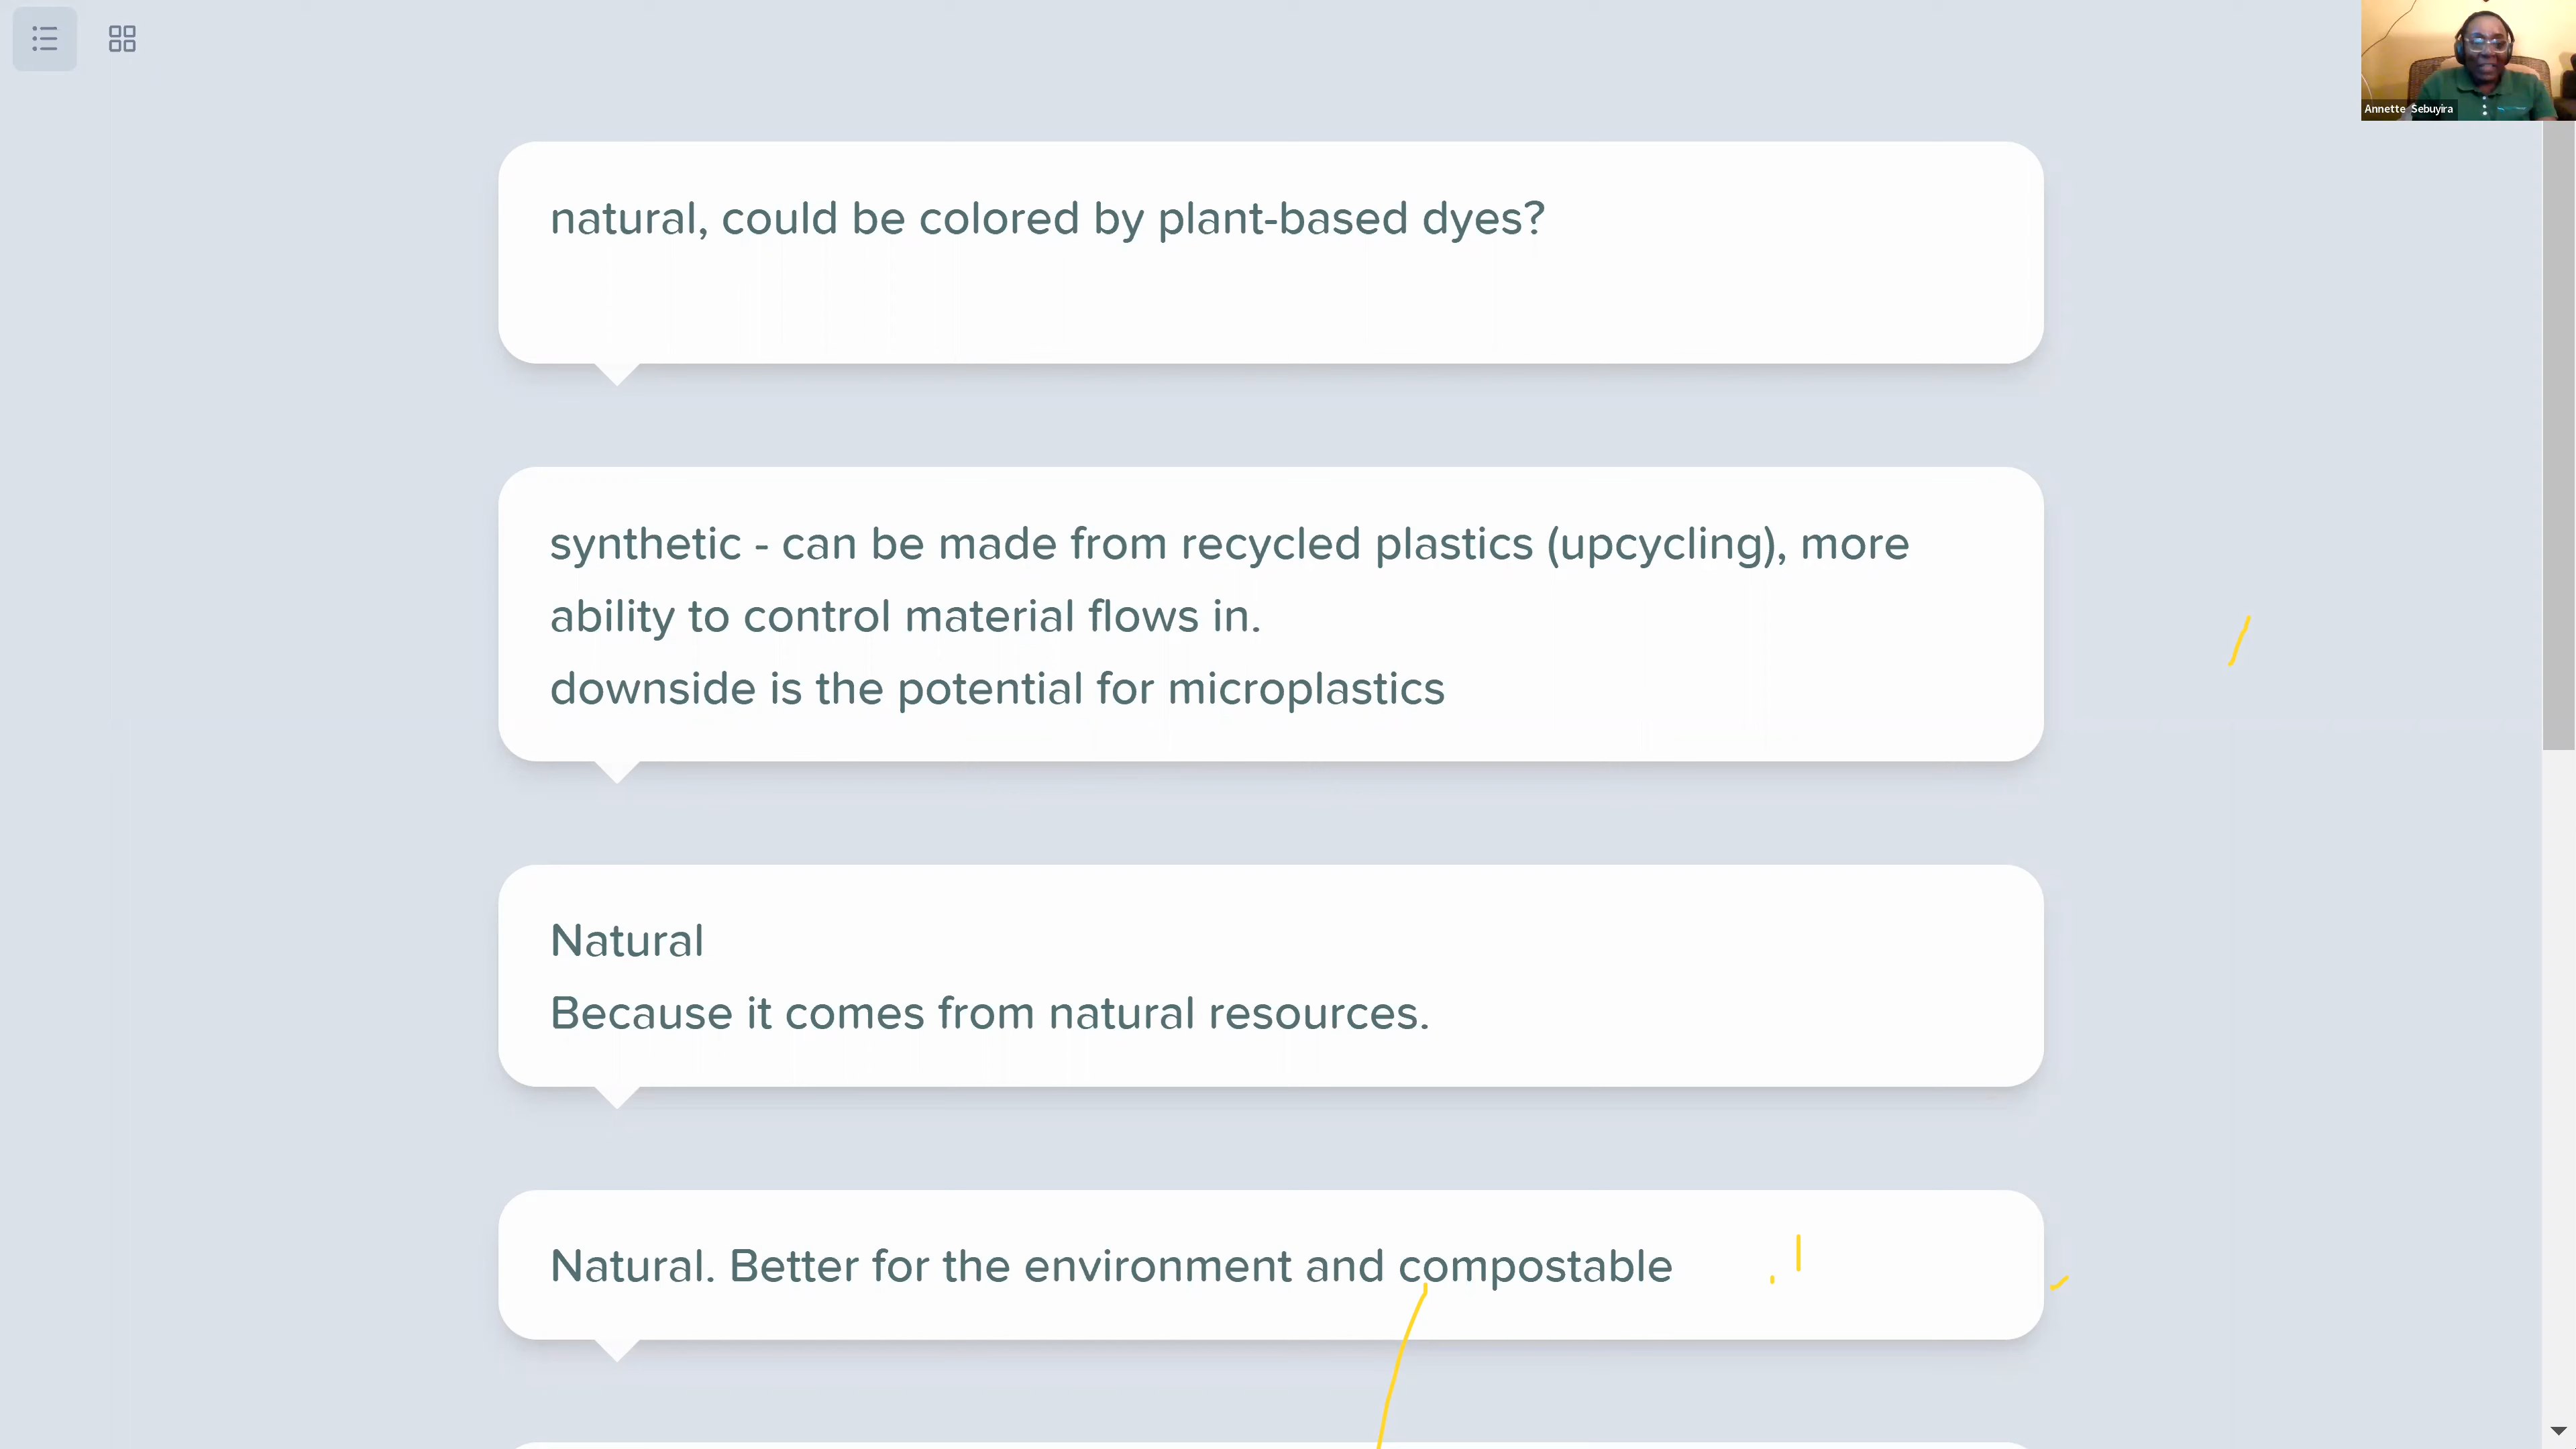 Annette Sebuyira
natural, could be colored by plant-based dyes?
synthetic - can be made from recycled plastics (upcycling), more
ability to control material flows in.
downside is the potential for microplastics
Natural
Because it comes from natural resources.
Natural. Better for the environment and compostable